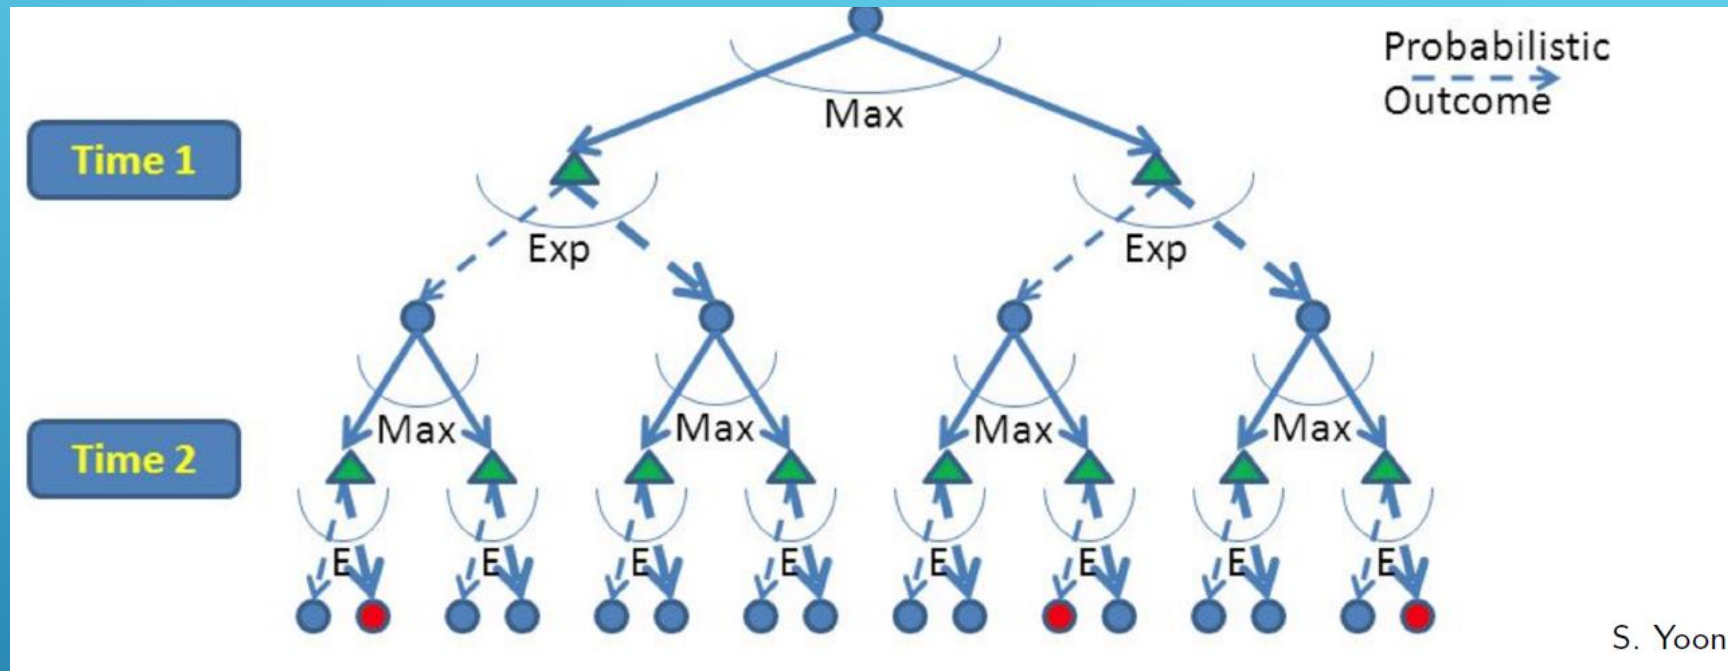 Probabilistic
Outcome
Max
Time 1
Exp
Exp
Max
Max
Max
Max
Time 2
E
E
E
E
E
E
E
E
S. Yoon